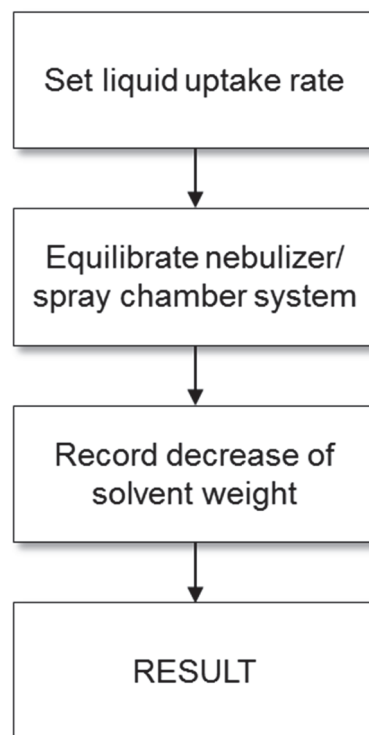 Set liquid uptake rate
Equilibrate nebulizer/
spray chamber system
Record decrease of
solvent weight
RESULT